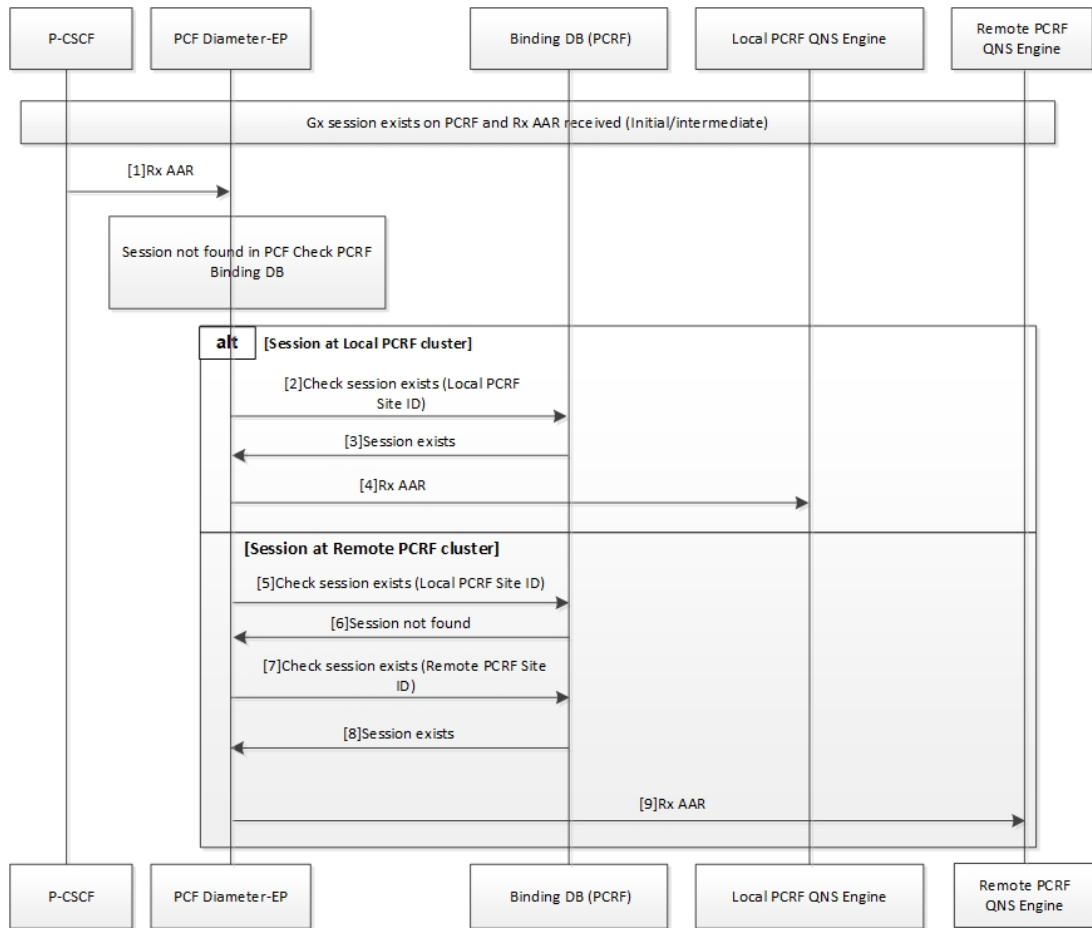 P-CSCF
PCF Diameter-EP
Binding DB (PCRF)
Local PCRF QNS Engine
Remote PCRF
QNS Engine
Gx session exists on PCRF and Rx AAR received (Initial/intermediate)
[1]Rx AAR
Session not found in PCF Check PCRF
Binding DB
alt
[Session at Local PCRF cluster]
[2]Check session exists (Local PCRF
Site ID)
[3]Session exists
[4]Rx AAR
[Session at Remote PCRF cluster]
[5]Check session exists (Local PCRF Site ID)
[6]Session not found
[7]Check session exists (Remote PCRF Site
ID)
[8]Session exists
[9]Rx AAR
P-CSCF
PCF Diameter-EP
Binding DB (PCRF)
Local PCRF QNS Engine
Remote PCRF
QNS Engine